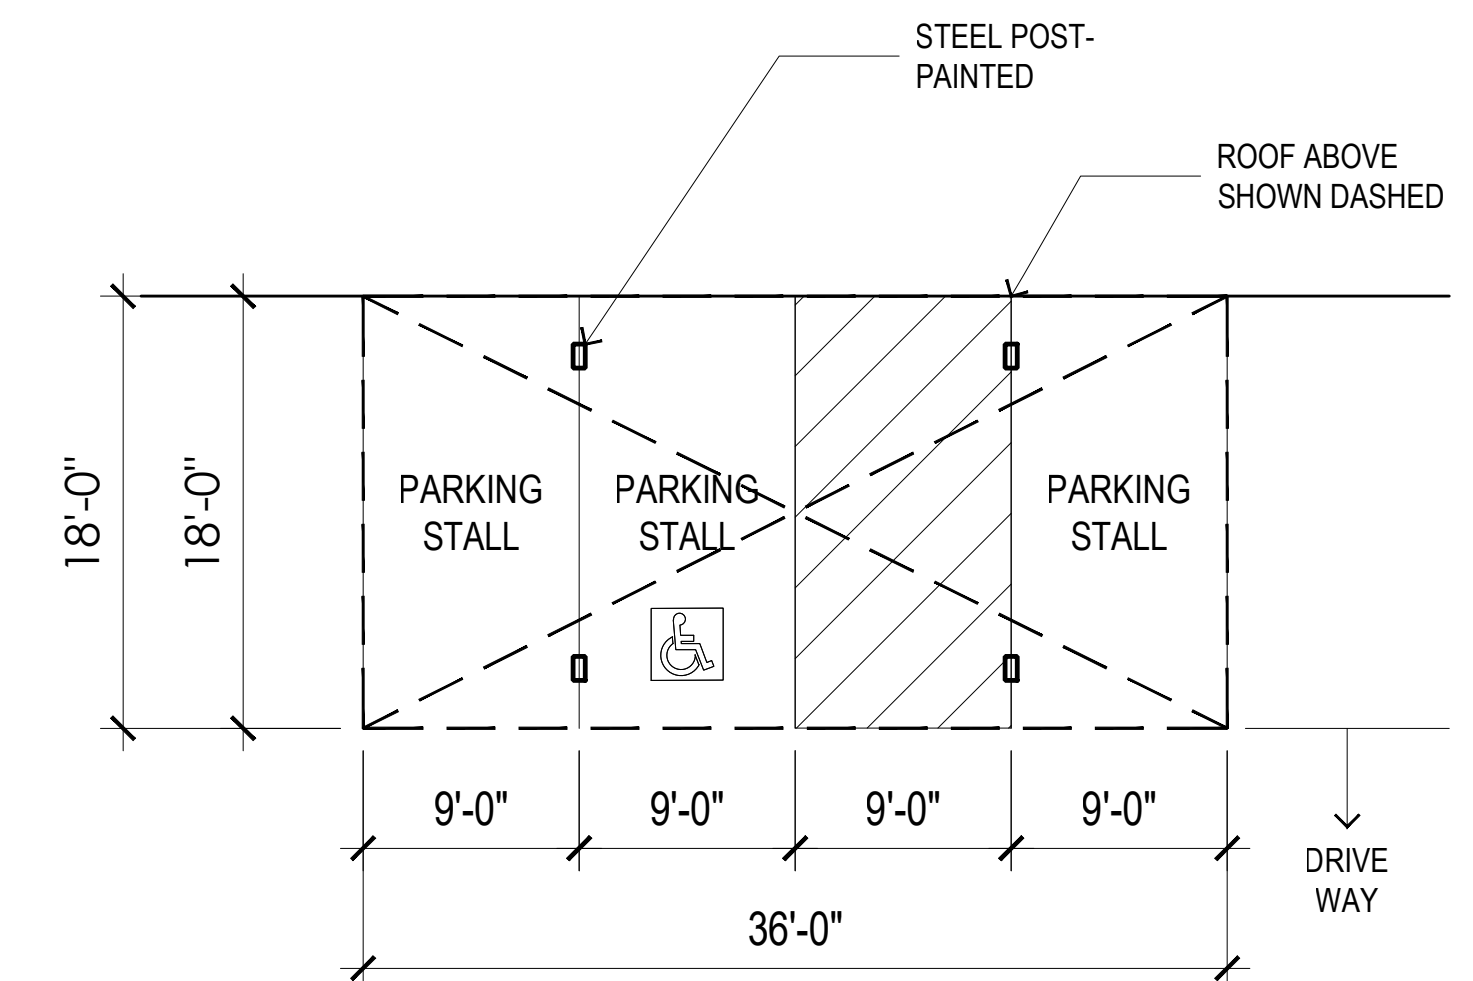 STEEL POST-
PAINTED
ROOF ABOVE
SHOWN DASHED
18'-0"
18'-0"
PARKING
STALL
PARKING
STALL
PARKING
STALL
9'-0"
9'-0"
9'-0"
9'-0"
36'-0"
DRIVE
WAY